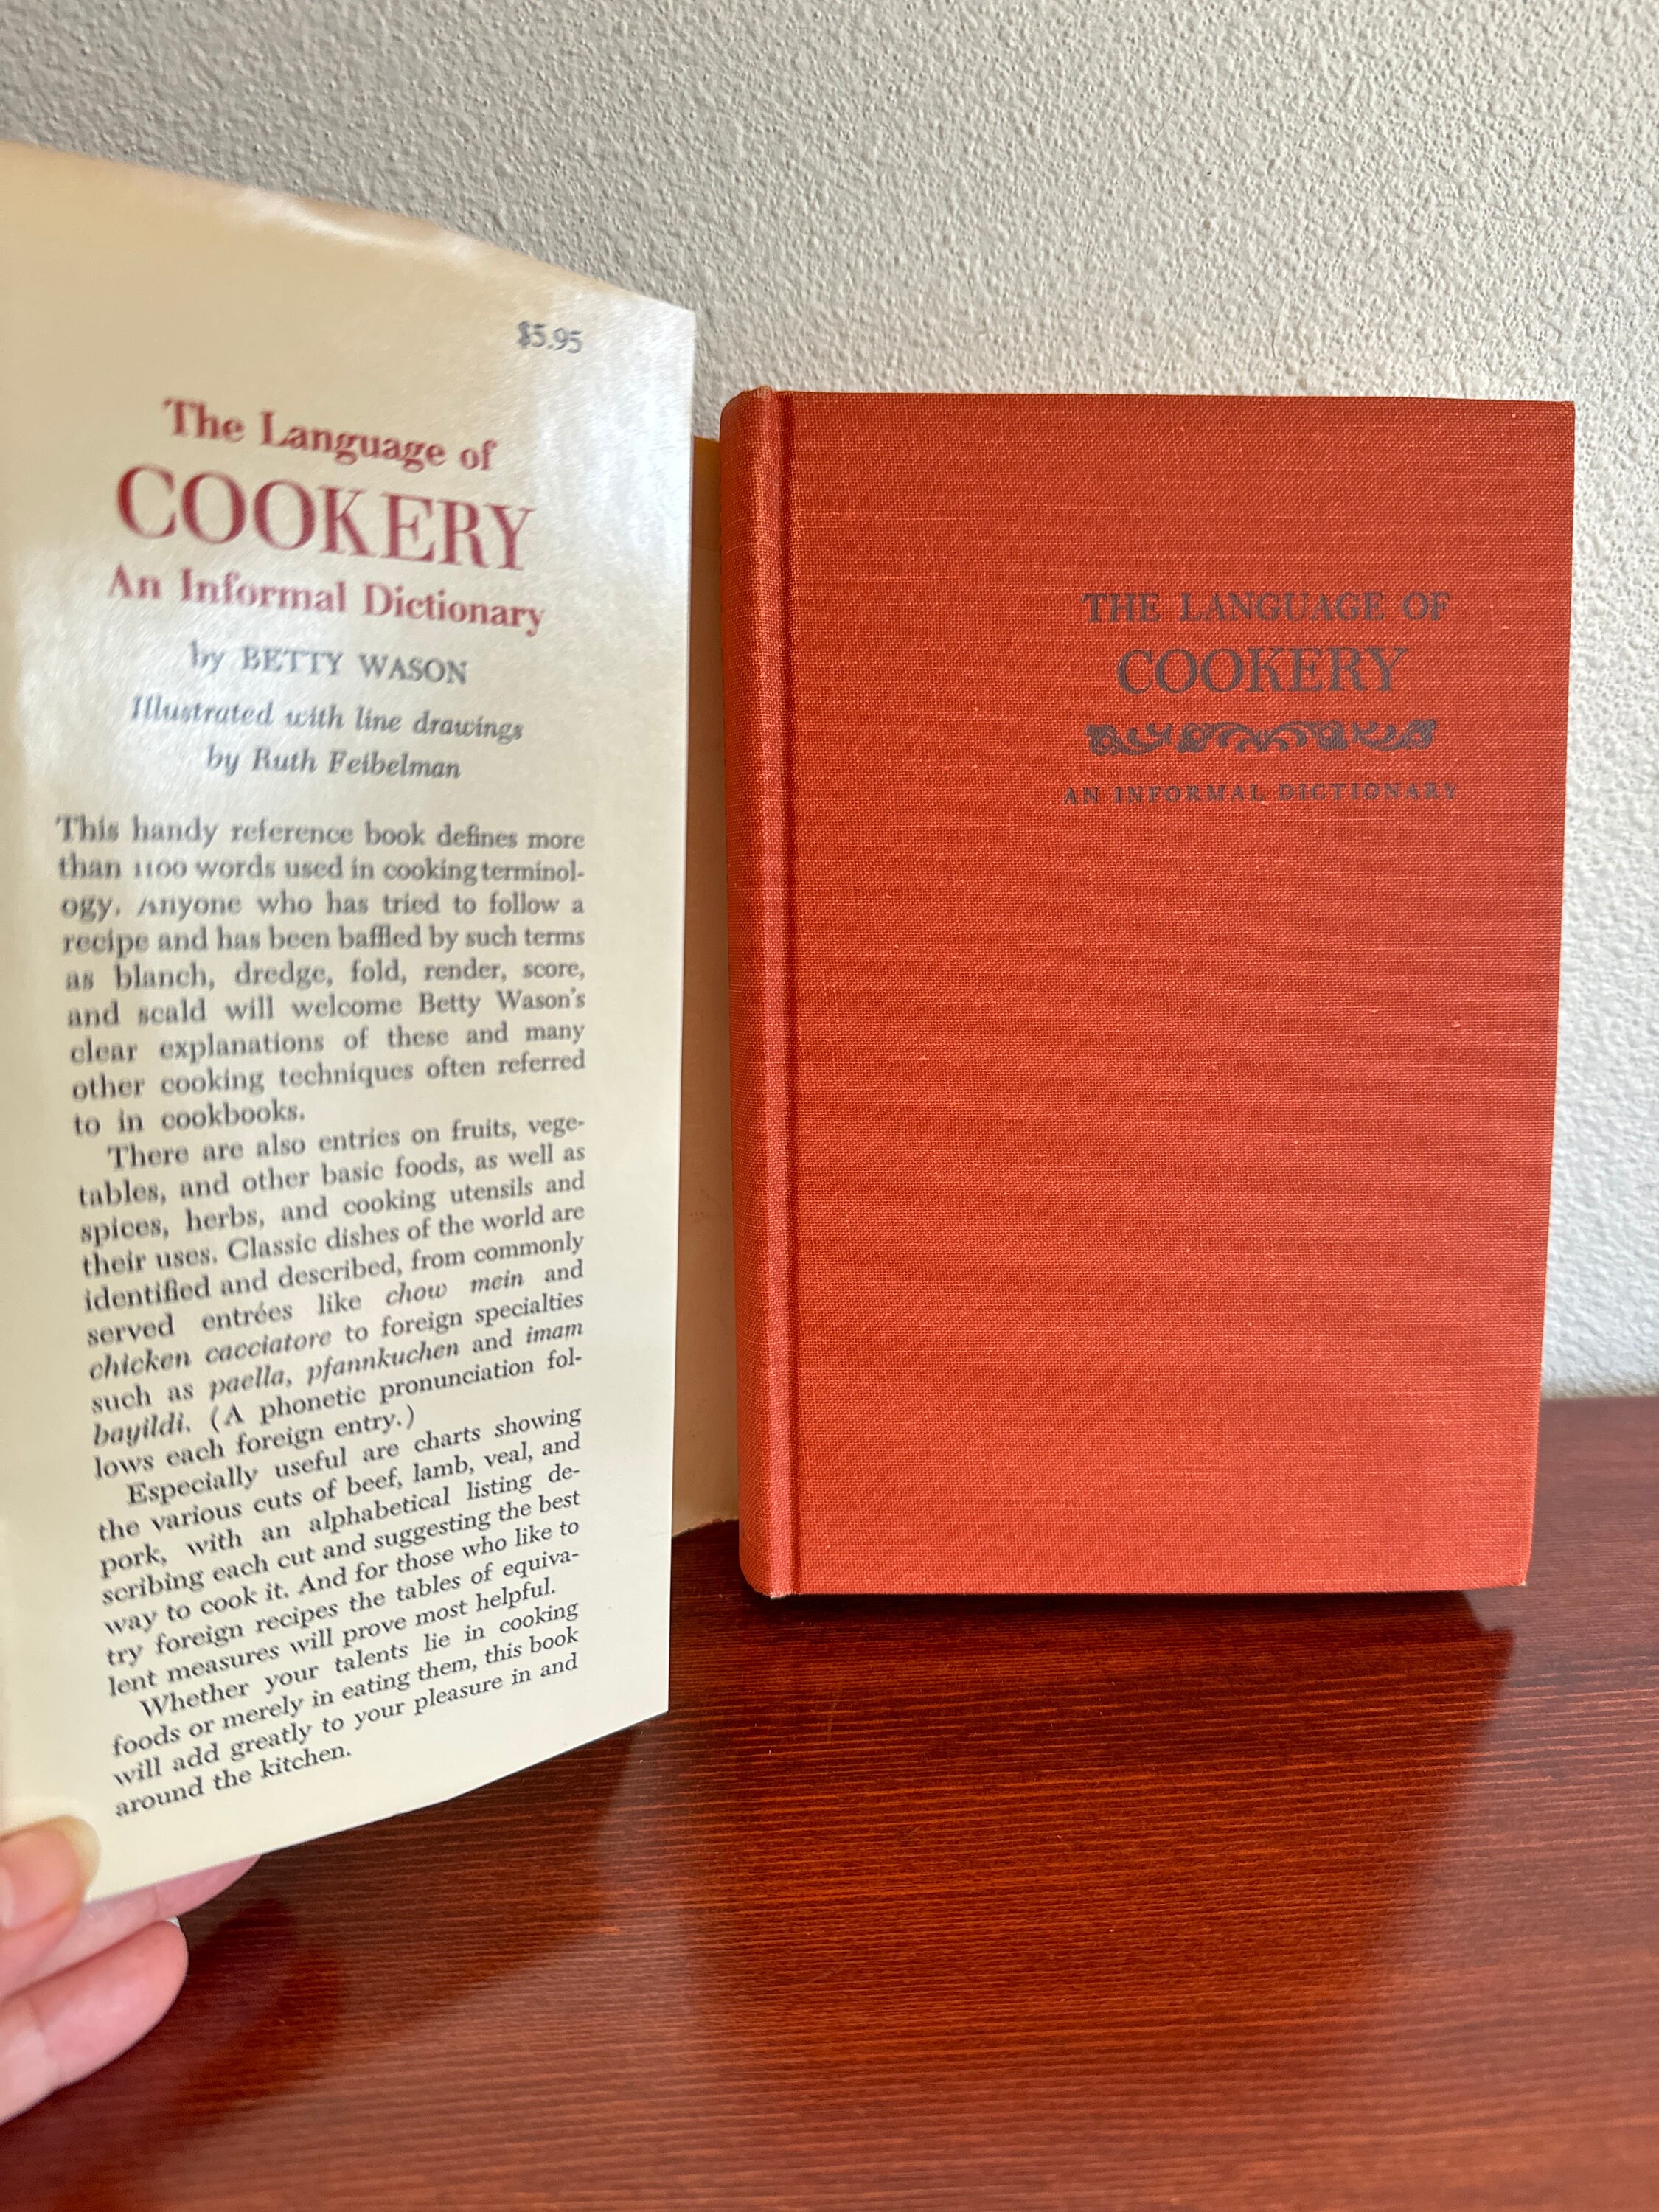 $5.95
The Language of
COOKERY
An Informal Dictionary
by BETTY WASON
Illustrated with line drawings
by Ruth Feibelman
This handy reference book defines more
than 1100 words used in cooking terminol-
ogy. Anyone who has tried to follow a
recipe and has been baffled by such terms
as blanch, dredge, fold, render, score,
and scald will welcome Betty Wason's
clear explanations of these and many
other cooking techniques often referred
to in cookbooks.
There are also entries on fruits, vege-
tables, and other basic foods, as well as
spices, herbs, and cooking utensils and
their uses. Classic dishes of the world are
identified and described, from commonly
served entrées like chow mein and
chicken cacciatore to foreign specialties
such as paella, pfannkuchen and imam
bayildi. (A phonetic pronunciation fol-
lows each foreign entry.)
Especially useful are charts showing
the various cuts of beef, lamb, veal, and
pork, with an alphabetical listing de-
scribing each cut and suggesting the best
way to cook it. And for those who like to
try foreign recipes the tables of equiva-
lent measures will prove most helpful.
Whether your talents lie in cooking
foods or merely in eating them, this book
will add greatly to your pleasure in and
around the kitchen.
THE LANGUAGE OF
COOKERY
AN INFORMAL DICTIONARY